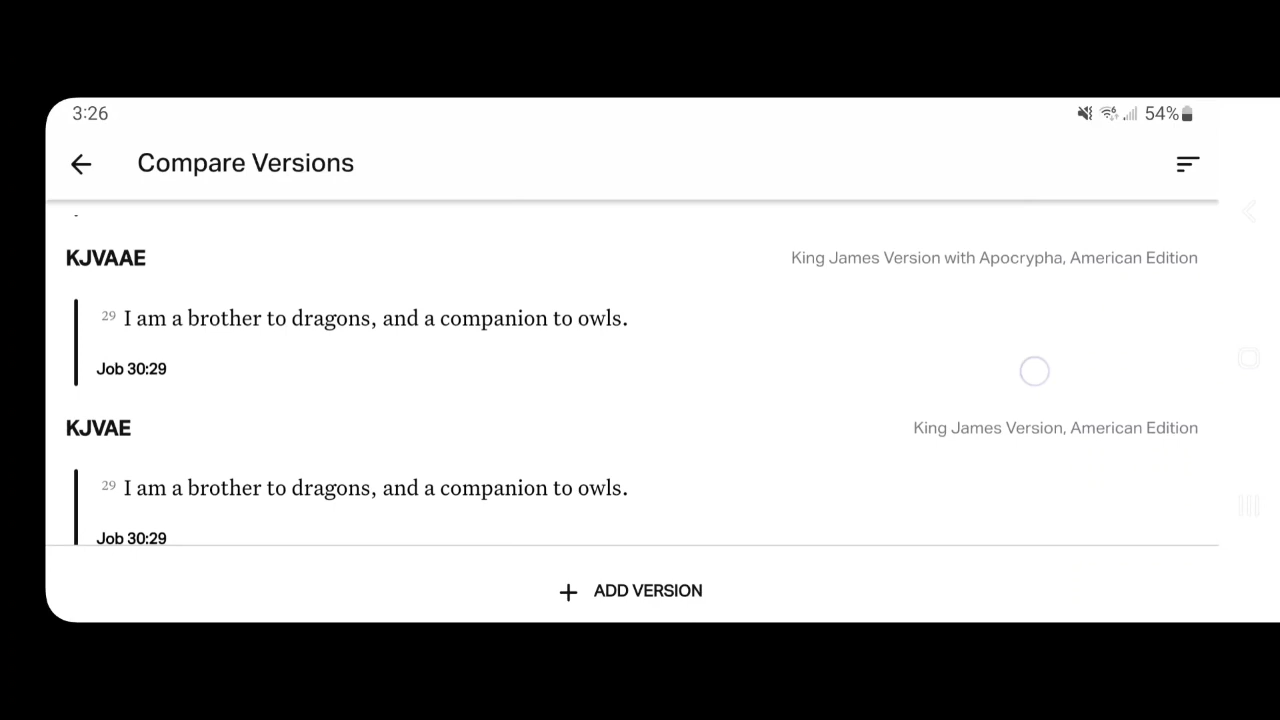 3:26 54%
Compare Versions
KJVAAE King James Version with Apocrypha, American Edition
29 I am a brother to dragons, and a companion to owls.
Job 30:29
KJVAE King James Version, American Edition
29 I am a brother to dragons, and a companion to owls.
Job 30:29
+ ADD VERSION